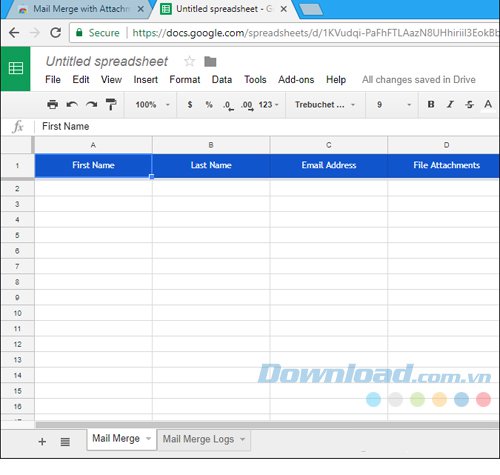 Mail Merge with Attachm
Untitled spreadsheet - G
Secure
https://docs.google.com/spreadsheets/d/
Untitled spreadsheet
File Edit View Insert Format Data Tools Add-ons Help All changes saved in Drive
100% $ % .0 .00 123 Trebuchet ... 9 B I S A
fx First Name
A B C D
1 First Name Last Name Email Address File Attachments
2
3
4
5
6
7
8
9
10
11
12
13
14
15
16
17
Download.com.vn
Mail Merge Mail Merge Logs